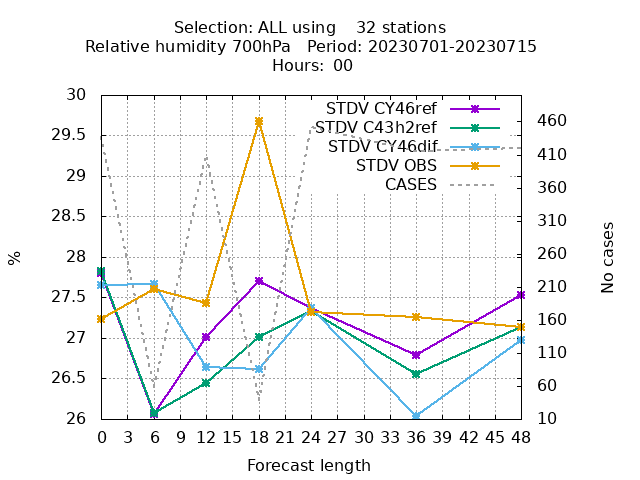 Selection: ALL using    32 stations
Relative humidity 700hPa   Period: 20230701-20230715
Hours:  00
STDV CY46ref
STDV C43h2ref
STDV CY46dif
STDV OBS
CASES
30
29.5
29
28.5
28
27.5
27
26.5
26
%
460
410
360
310
260
210
160
110
60
10
No cases
0 3 6 9 12 15 18 21 24 27 30 33 36 39 42 45 48
Forecast length